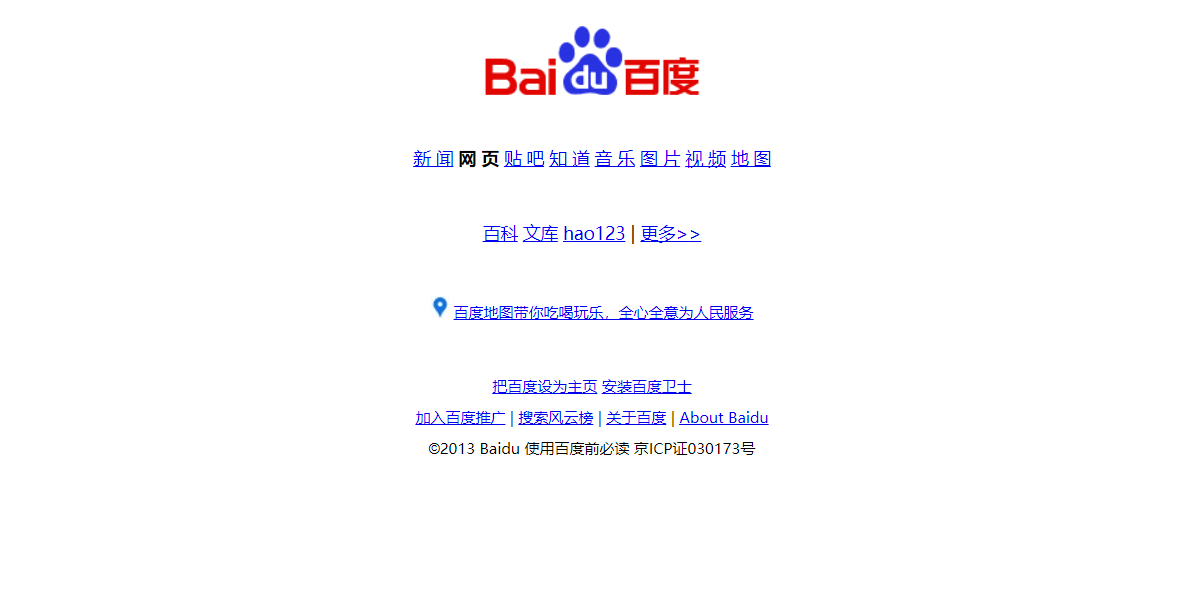 Bai du 百度
新 闻 网 页 贴 吧 知 道 音 乐 图 片 视 频 地 图
百科 文库 hao123 | 更多>>
百度地图带你吃喝玩乐，全心全意为人民服务
把百度设为主页 安装百度卫士
加入百度推广 | 搜索风云榜 | 关于百度 | About Baidu
©2013 Baidu 使用百度前必读 京ICP证030173号